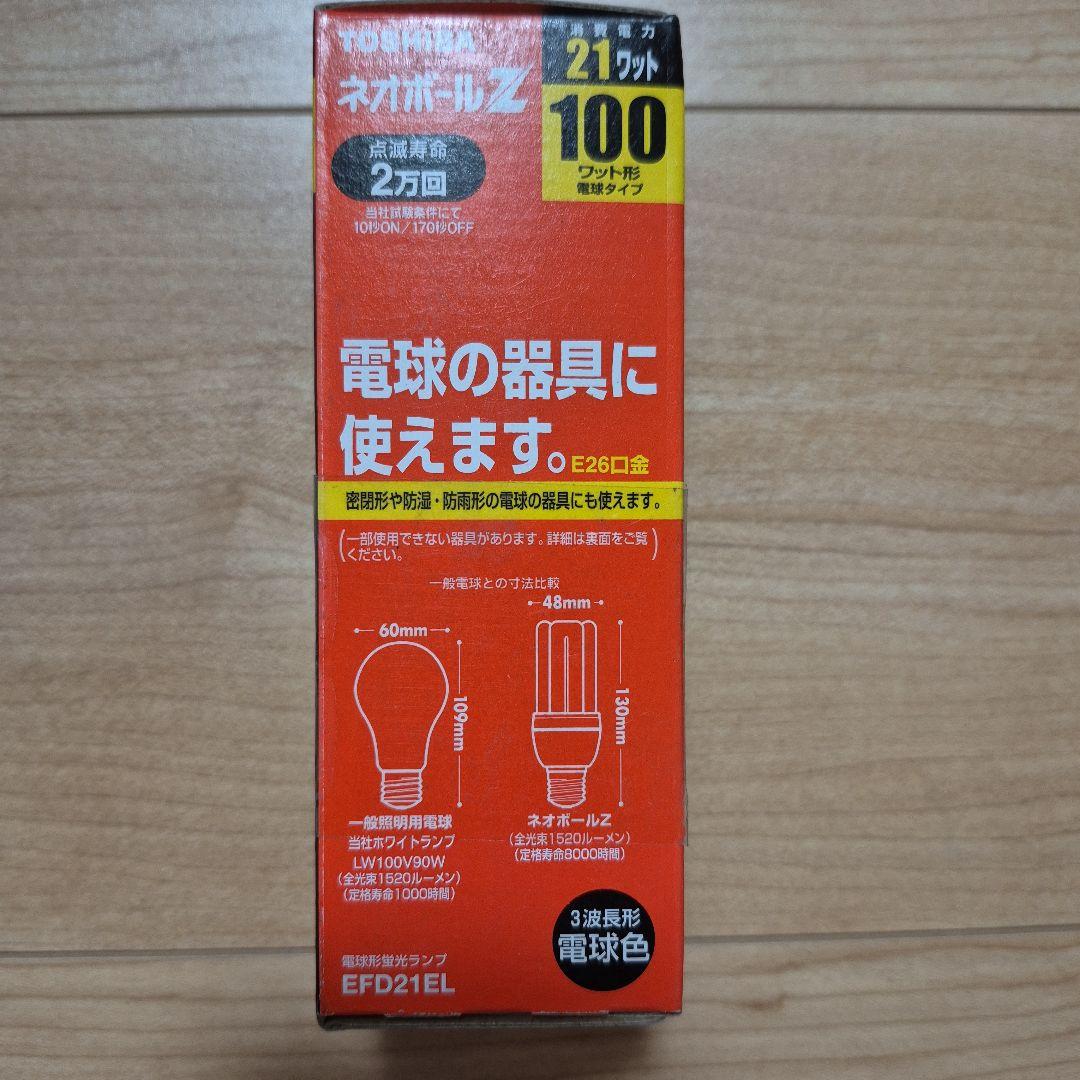 TOSHIBA
ネオボールZ
消費電力
21ワット
100
ワット形
電球タイプ
点滅寿命
2万回
当社試験条件にて
10秒ON/170秒OFF
電球の器具に
使えます。E26口金
密閉形や防湿・防雨形の電球の器具にも使えます。
(一部使用できない器具があります。詳細は裏面をご覧
ください。)
一般電球との寸法比較
60mm
109mm
48mm
130mm
一般照明用電球
当社ホワイトランプ
LW100V90W
(全光束1520ルーメン)
(定格寿命1000時間)
ネオボールZ
(全光束1520ルーメン)
(定格寿命8000時間)
3波長形
電球色
電球形蛍光ランプ
EFD21EL